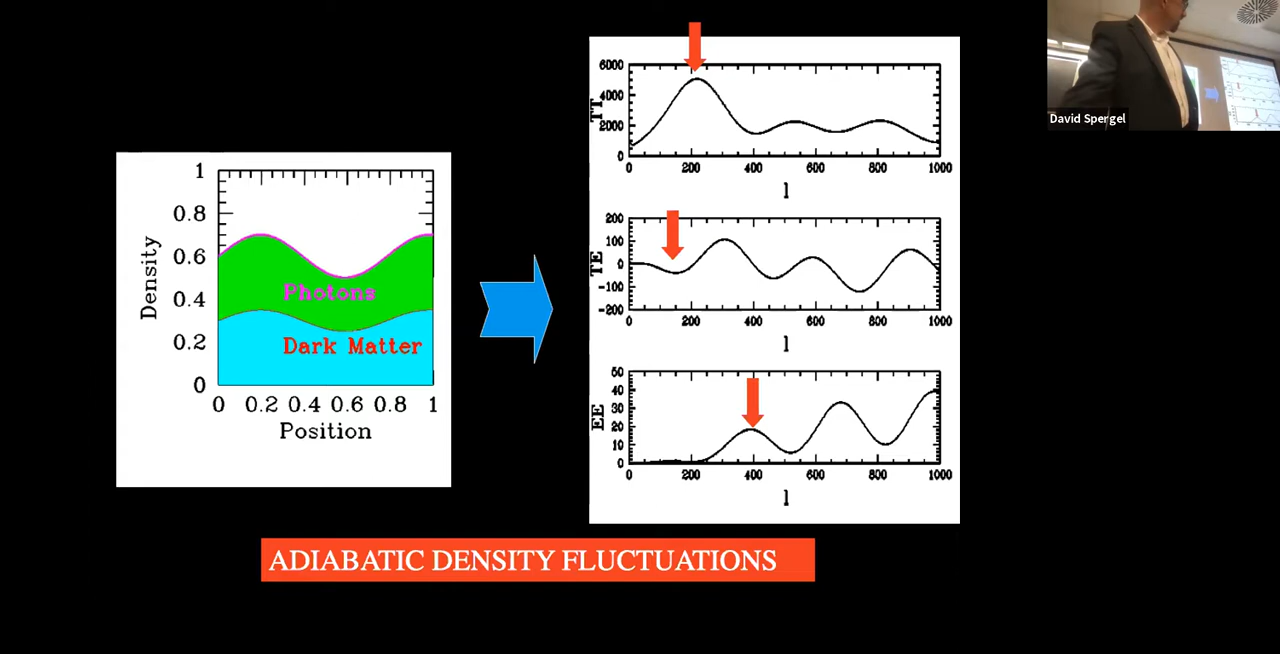 David Spergel
Density
1
0.8
0.6
0.4
0.2
0
Photons
Dark Matter
0 0.2 0.4 0.6 0.8 1
Position
TT
6000
4000
2000
0
0 200 400 600 800 1000
l
TE
200
100
0
-100
-200
0 200 400 600 800 1000
l
EE
50
40
30
20
10
0
0 200 400 600 800 1000
l
ADIABATIC DENSITY FLUCTUATIONS